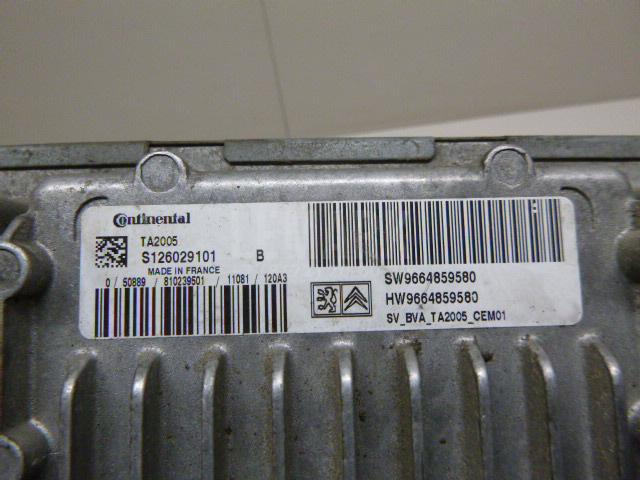 Continental
TA2005
S126029101 B
MADE IN FRANCE
0 / 50889 / 810239501 / 11081 / 120A3
SW9664859580
HW9664859580
SV_BVA_TA2005_CEM01